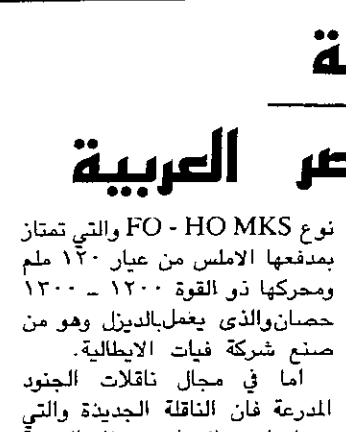 صر العربية
نوع FO - HO MKS والتي تمتاز
بمدفعها الاملس من عيار ١٢٠ ملم
ومحركها ذو القوة ١٢٠٠ ــ ١٣٠٠
حصان والذى يعمل بالديزل وهو من
صنع شركة فيات الايطالية.
اما في مجال ناقلات الجنود
المدرعة فان الناقلة الجديدة والتي